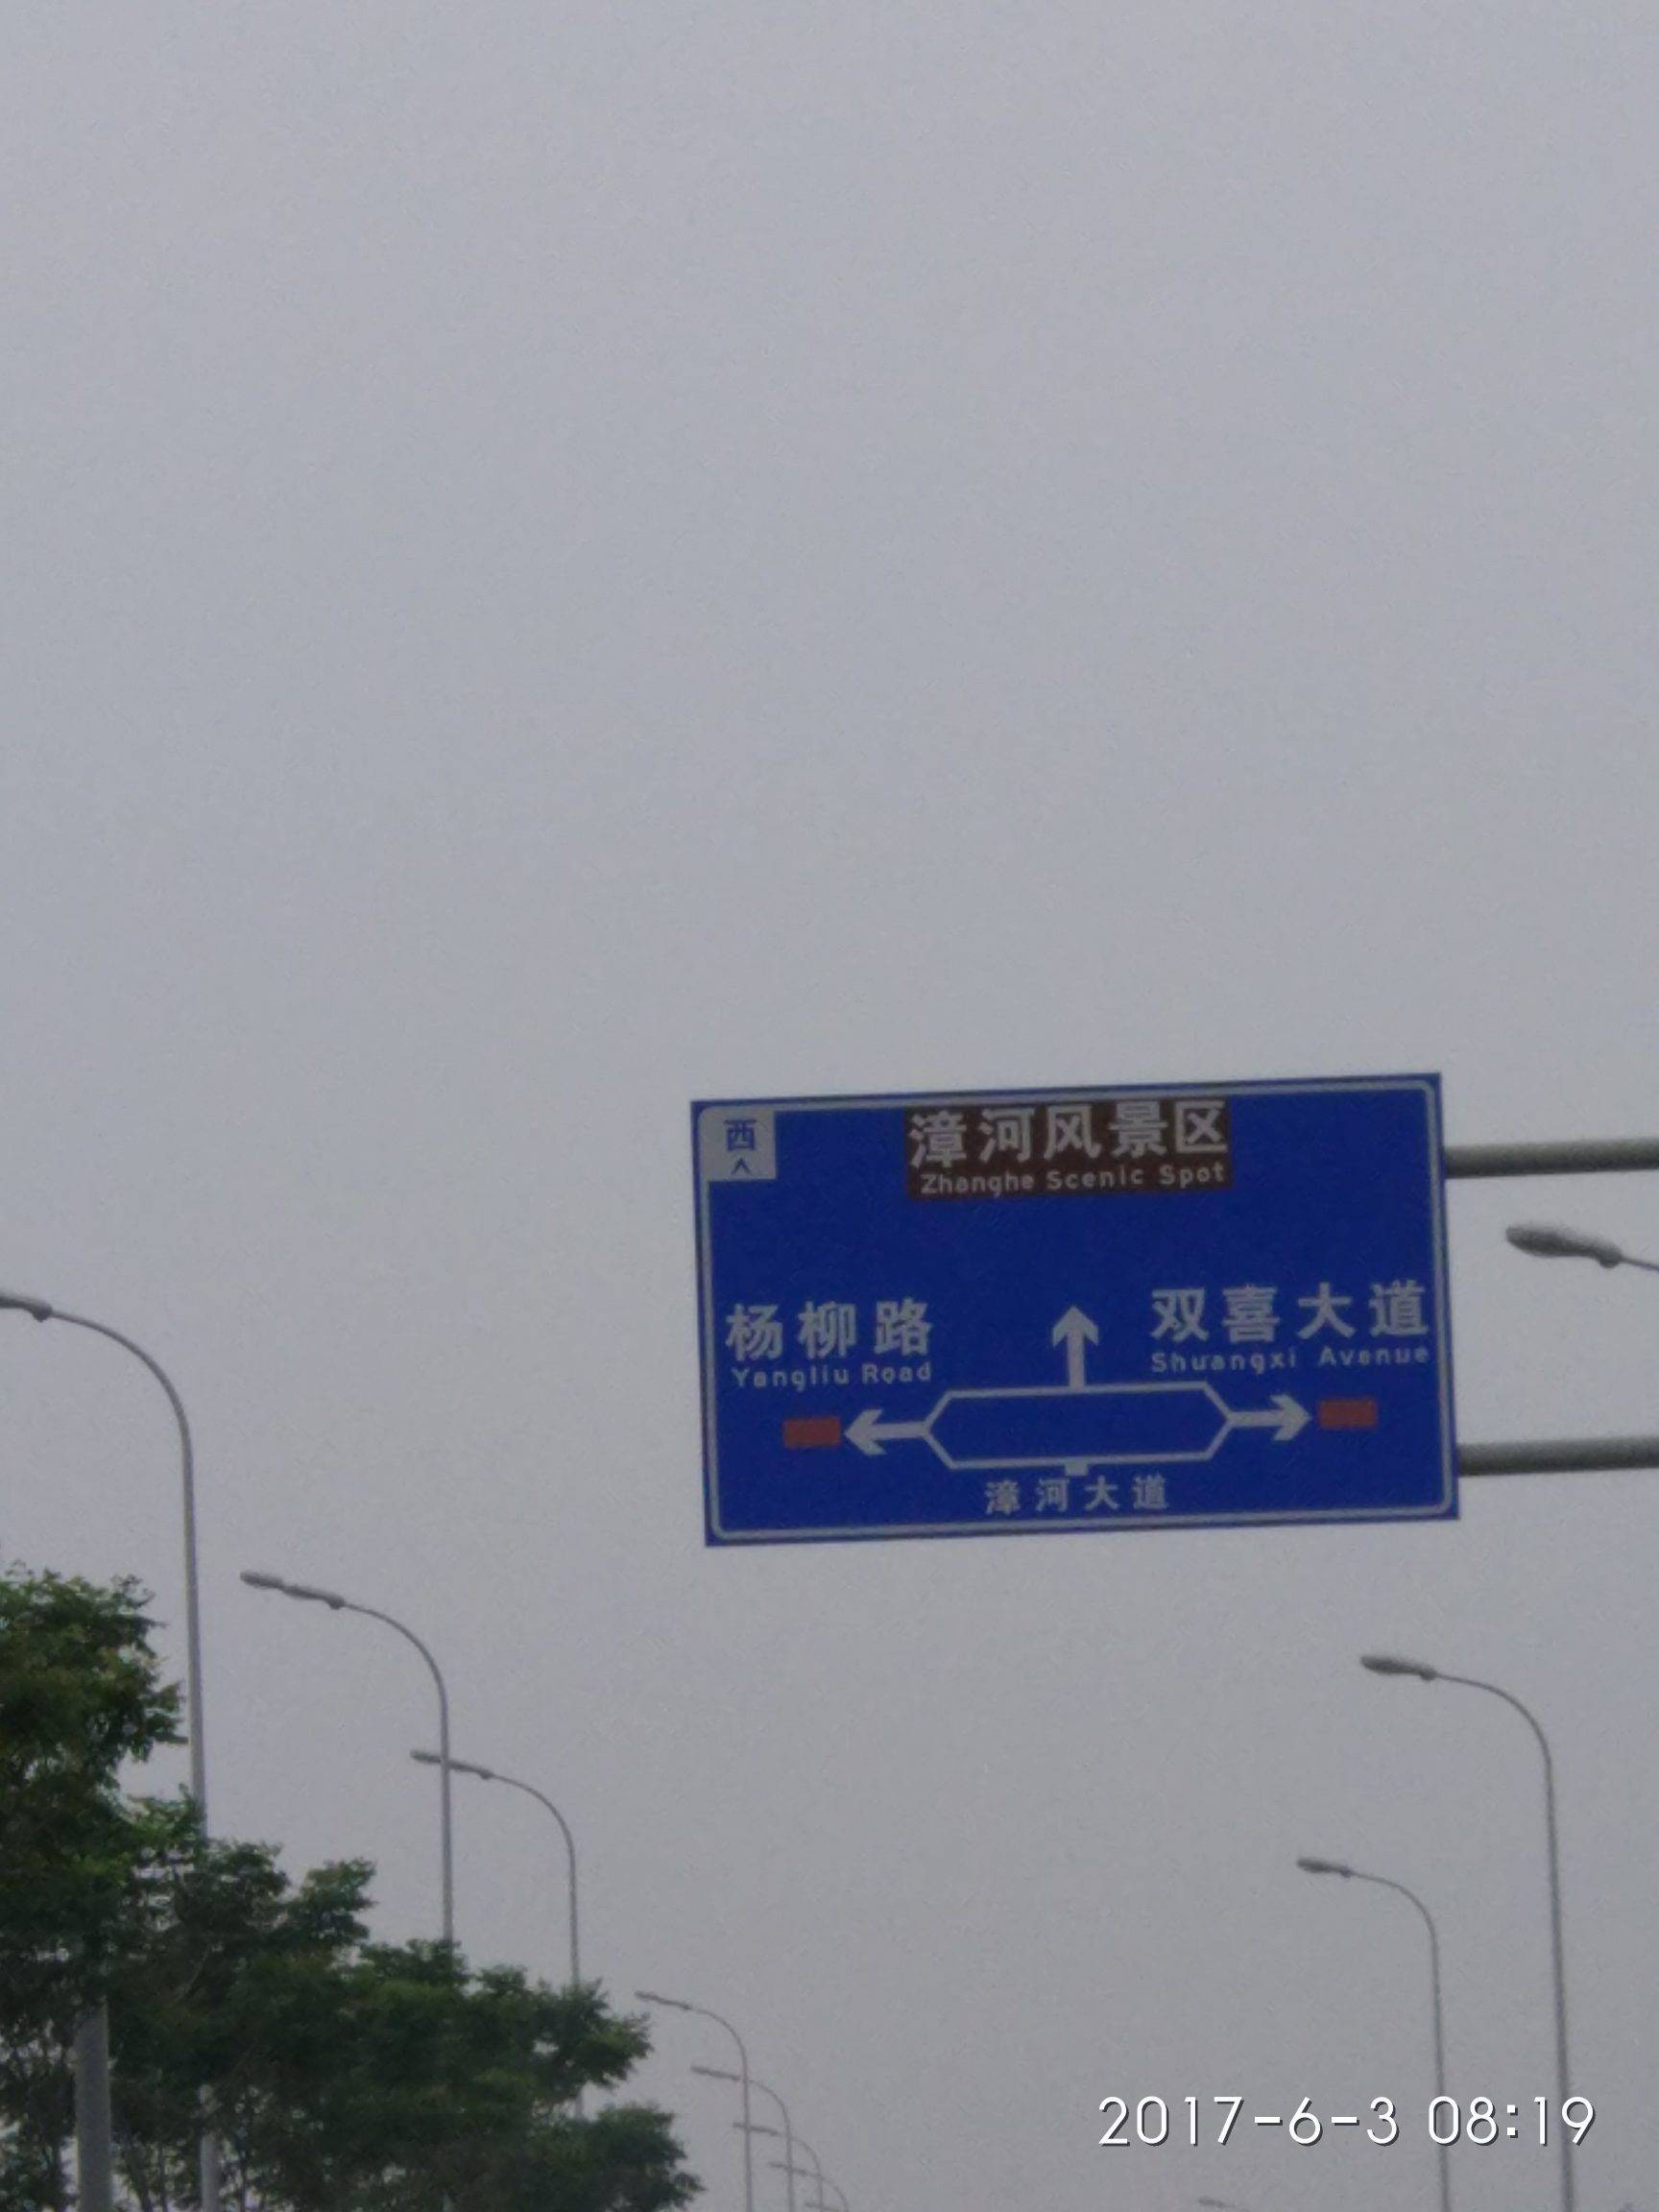 西
漳河风景区
Zhanghe Scenic Spot
杨柳路
Yangliu Road
双喜大道
Shuangxi Avenue
漳河大道
2017-6-3 08:19